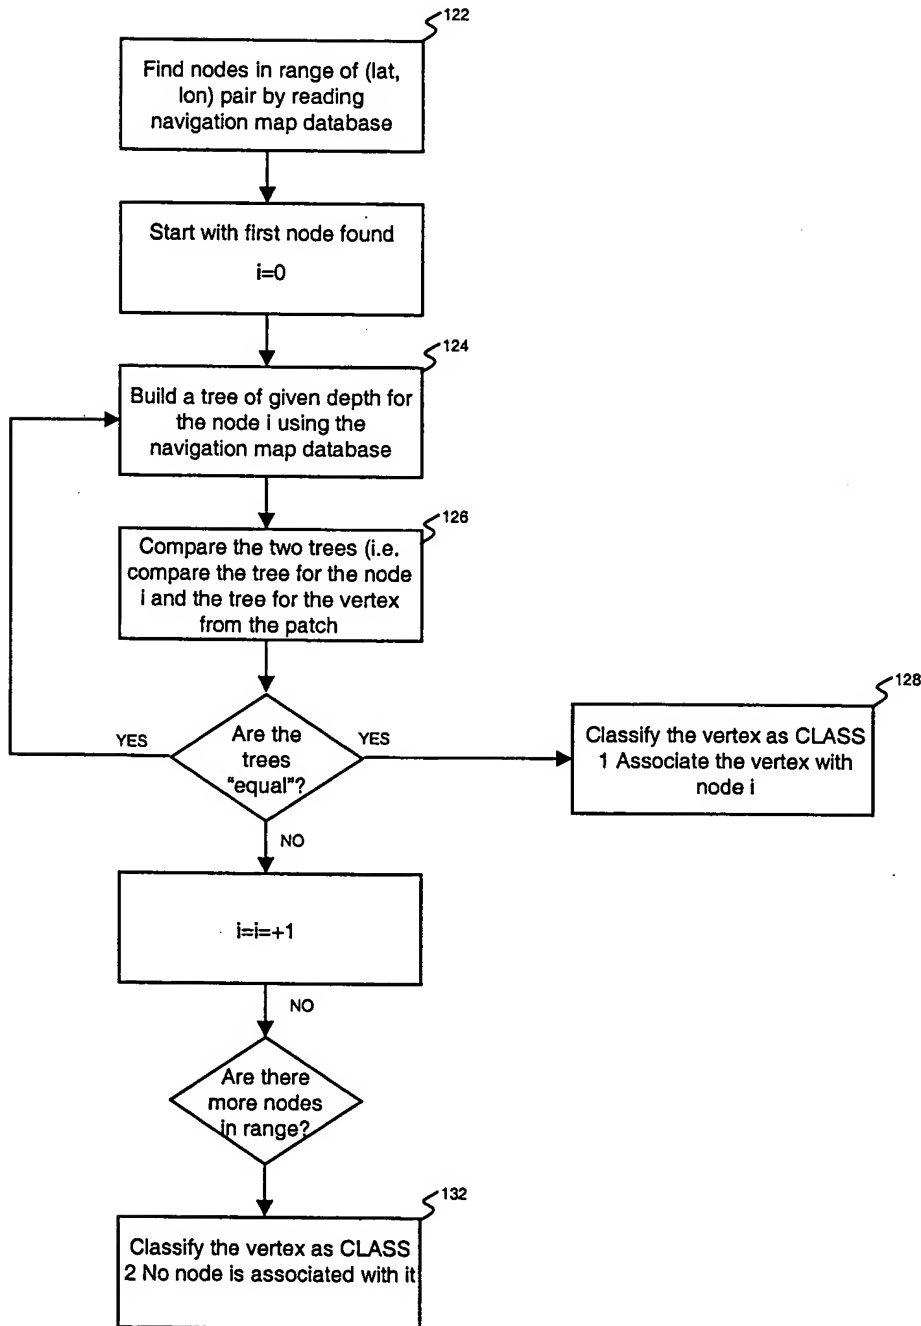 122
Find nodes in range of (lat,
lon) pair by reading
navigation map database
Start with first node found
i=0
124
Build a tree of given depth for
the node i using the
navigation map database
126
Compare the two trees (i.e.
compare the tree for the node
i and the tree for the vertex
from the patch
128
YES
Are the
trees
"equal"?
YES
Classify the vertex as CLASS
1 Associate the vertex with
node i
NO
i=i=+1
NO
Are there
more nodes
in range?
132
Classify the vertex as CLASS
2 No node is associated with it